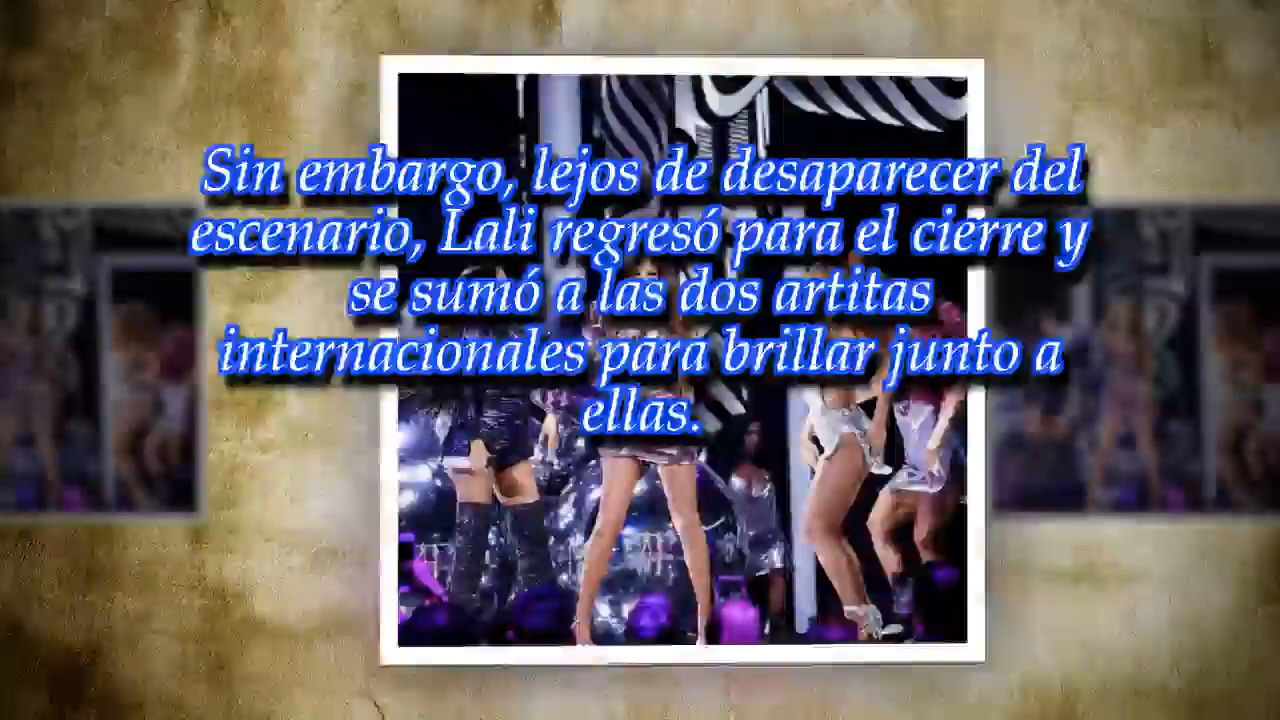 Sin embargo, lejos de desaparecer del
escenario, Lali regresó para el cierre y
se sumó a las dos artitas
internacionales para brillar junto a
ellas.